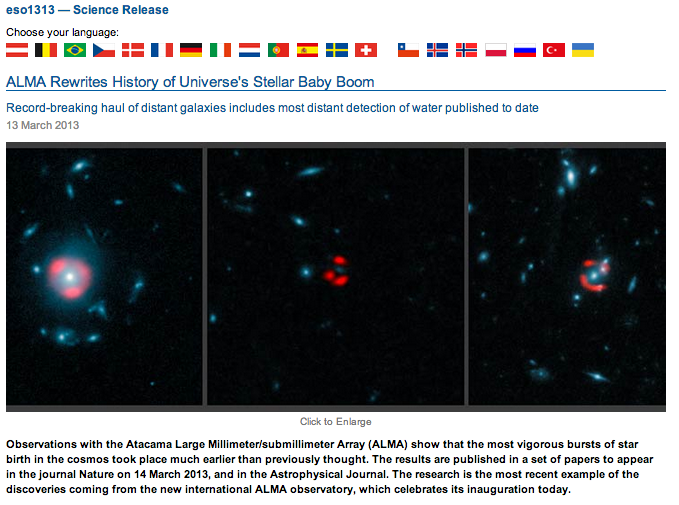 eso1313 — Science Release
Choose your language:
ALMA Rewrites History of Universe's Stellar Baby Boom
Record-breaking haul of distant galaxies includes most distant detection of water published to date
13 March 2013
Click to Enlarge
Observations with the Atacama Large Millimeter/submillimeter Array (ALMA) show that the most vigorous bursts of star
birth in the cosmos took place much earlier than previously thought. The results are published in a set of papers to appear
in the journal Nature on 14 March 2013, and in the Astrophysical Journal. The research is the most recent example of the
discoveries coming from the new international ALMA observatory, which celebrates its inauguration today.